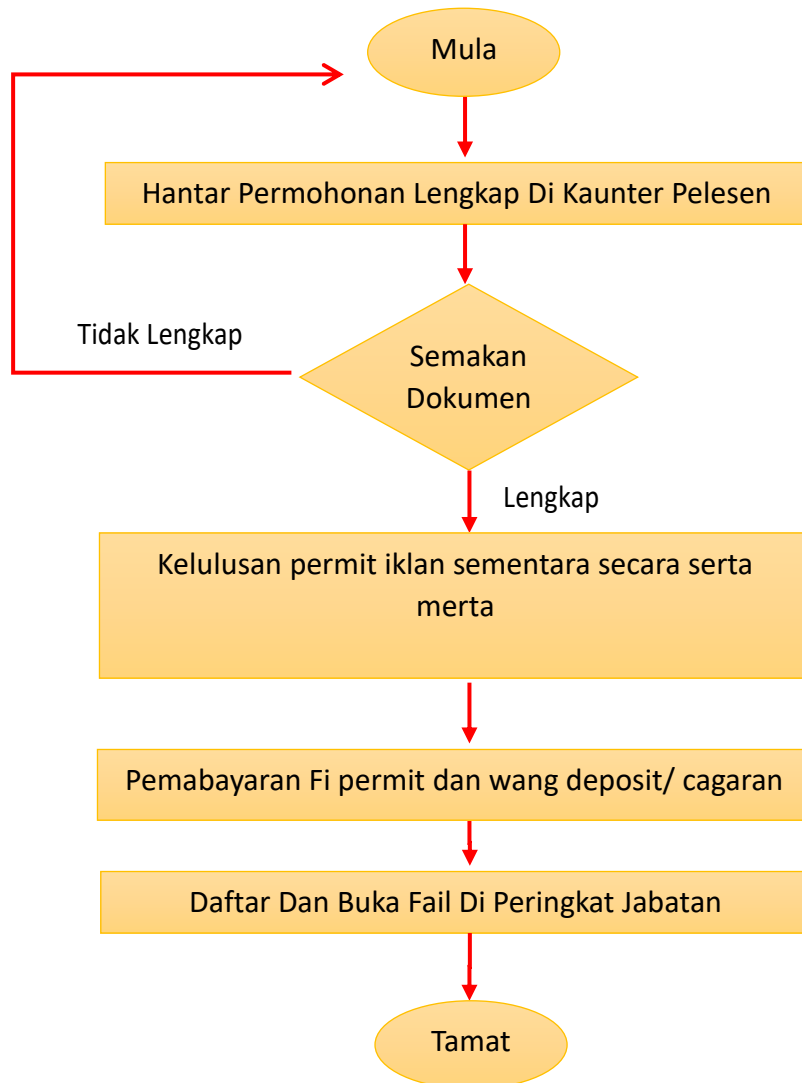 Mula
Hantar Permohonan Lengkap Di Kaunter Pelesen
Tidak Lengkap
Semakan
Dokumen
Lengkap
Kelulusan permit iklan sementara secara serta
merta
Pemabayaran Fi permit dan wang deposit/ cagaran
Daftar Dan Buka Fail Di Peringkat Jabatan
Tamat